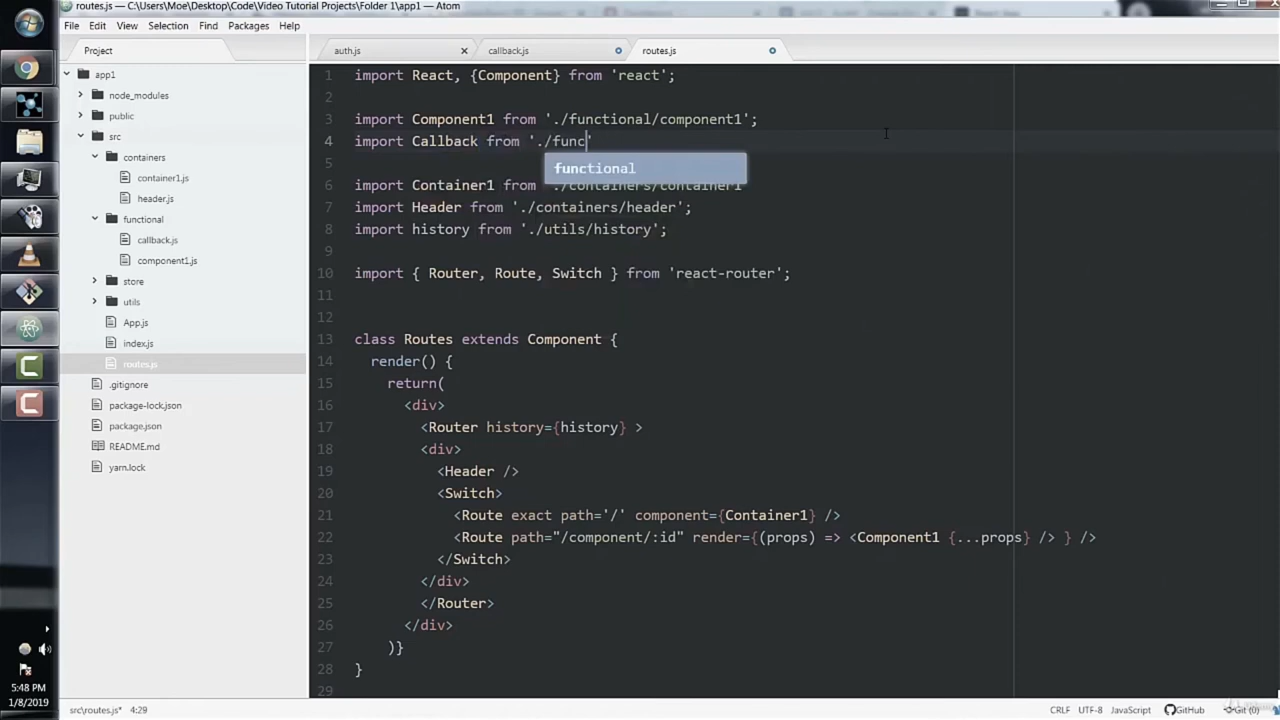 routes.js — C:\Users\Moe\Desktop\Code\Video Tutorial Projects\Folder 1\app1 — Atom
File Edit View Selection Find Packages Help
Project
auth.js
callback.js
routes.js
app1
node_modules
public
src
containers
container1.js
header.js
functional
callback.js
component1.js
store
utils
App.js
index.js
routes.js
.gitignore
package-lock.json
package.json
README.md
yarn.lock
1 import React, {Component} from 'react';
2
3 import Component1 from './functional/component1';
4 import Callback from './func'
functional
5
6 import Container1 from './containers/container1'
7 import Header from './containers/header';
8 import history from './utils/history';
9
10 import { Router, Route, Switch } from 'react-router';
11
12
13 class Routes extends Component {
14 render() {
15 return(
16 <div>
17 <Router history={history} >
18 <div>
19 <Header />
20 <Switch>
21 <Route exact path='/' component={Container1} />
22 <Route path="/component/:id" render={(props) => <Component1 {...props} /> } />
23 </Switch>
24 </div>
25 </Router>
26 </div>
27 )}
28 }
29
5:48 PM
1/8/2019
src\routes.js* 4:29
CRLF UTF-8 JavaScript GitHub Git (0)